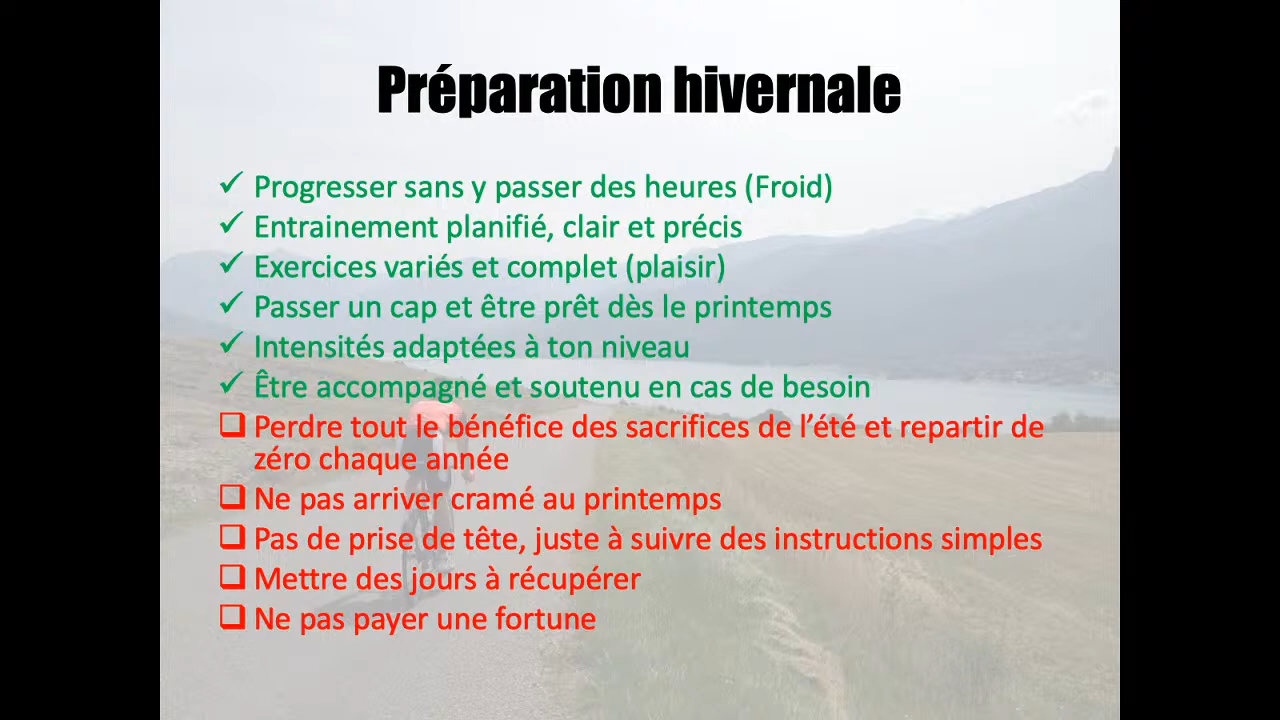 Préparation hivernale
✓ Progresser sans y passer des heures (Froid)
✓ Entrainement planifié, clair et précis
✓ Exercices variés et complet (plaisir)
✓ Passer un cap et être prêt dès le printemps
✓ Intensités adaptées à ton niveau
✓ Être accompagné et soutenu en cas de besoin
❑ Perdre tout le bénéfice des sacrifices de l’été et repartir de
zéro chaque année
❑ Ne pas arriver cramé au printemps
❑ Pas de prise de tête, juste à suivre des instructions simples
❑ Mettre des jours à récupérer
❑ Ne pas payer une fortune